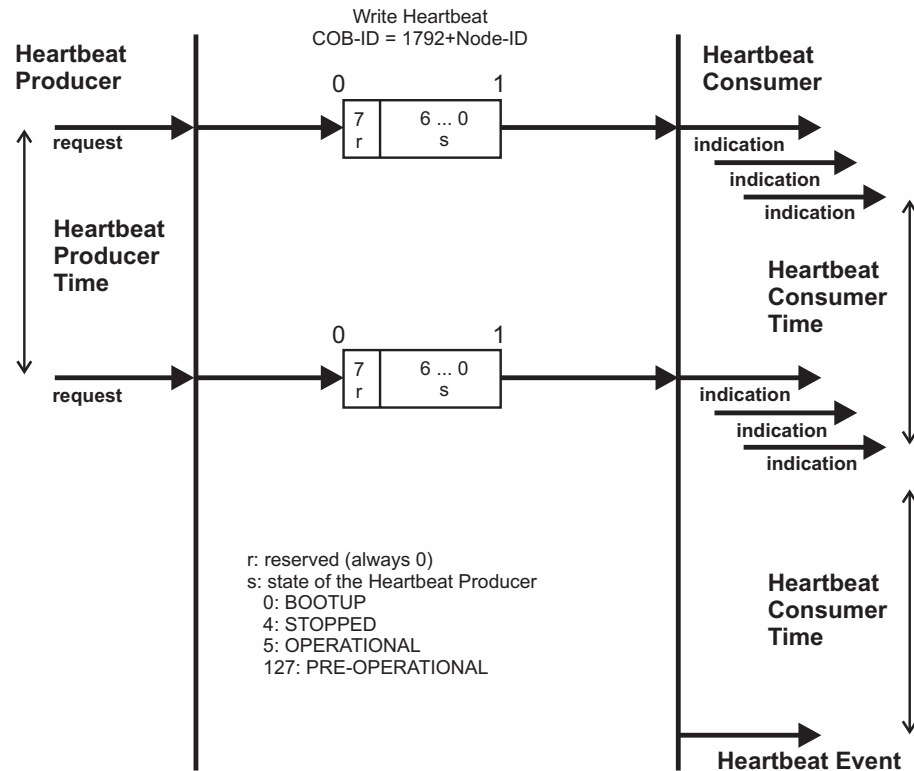 Write Heartbeat
COB-ID = 1792+Node-ID
Heartbeat
Producer
Heartbeat
Consumer
0 1
7 6 ... 0
r s
request
indication
indication
indication
Heartbeat
Producer
Time
Heartbeat
Consumer
Time
0 1
7 6 ... 0
r s
request
indication
indication
indication
r: reserved (always 0)
s: state of the Heartbeat Producer
0: BOOTUP
4: STOPPED
5: OPERATIONAL
127: PRE-OPERATIONAL
Heartbeat
Consumer
Time
Heartbeat Event